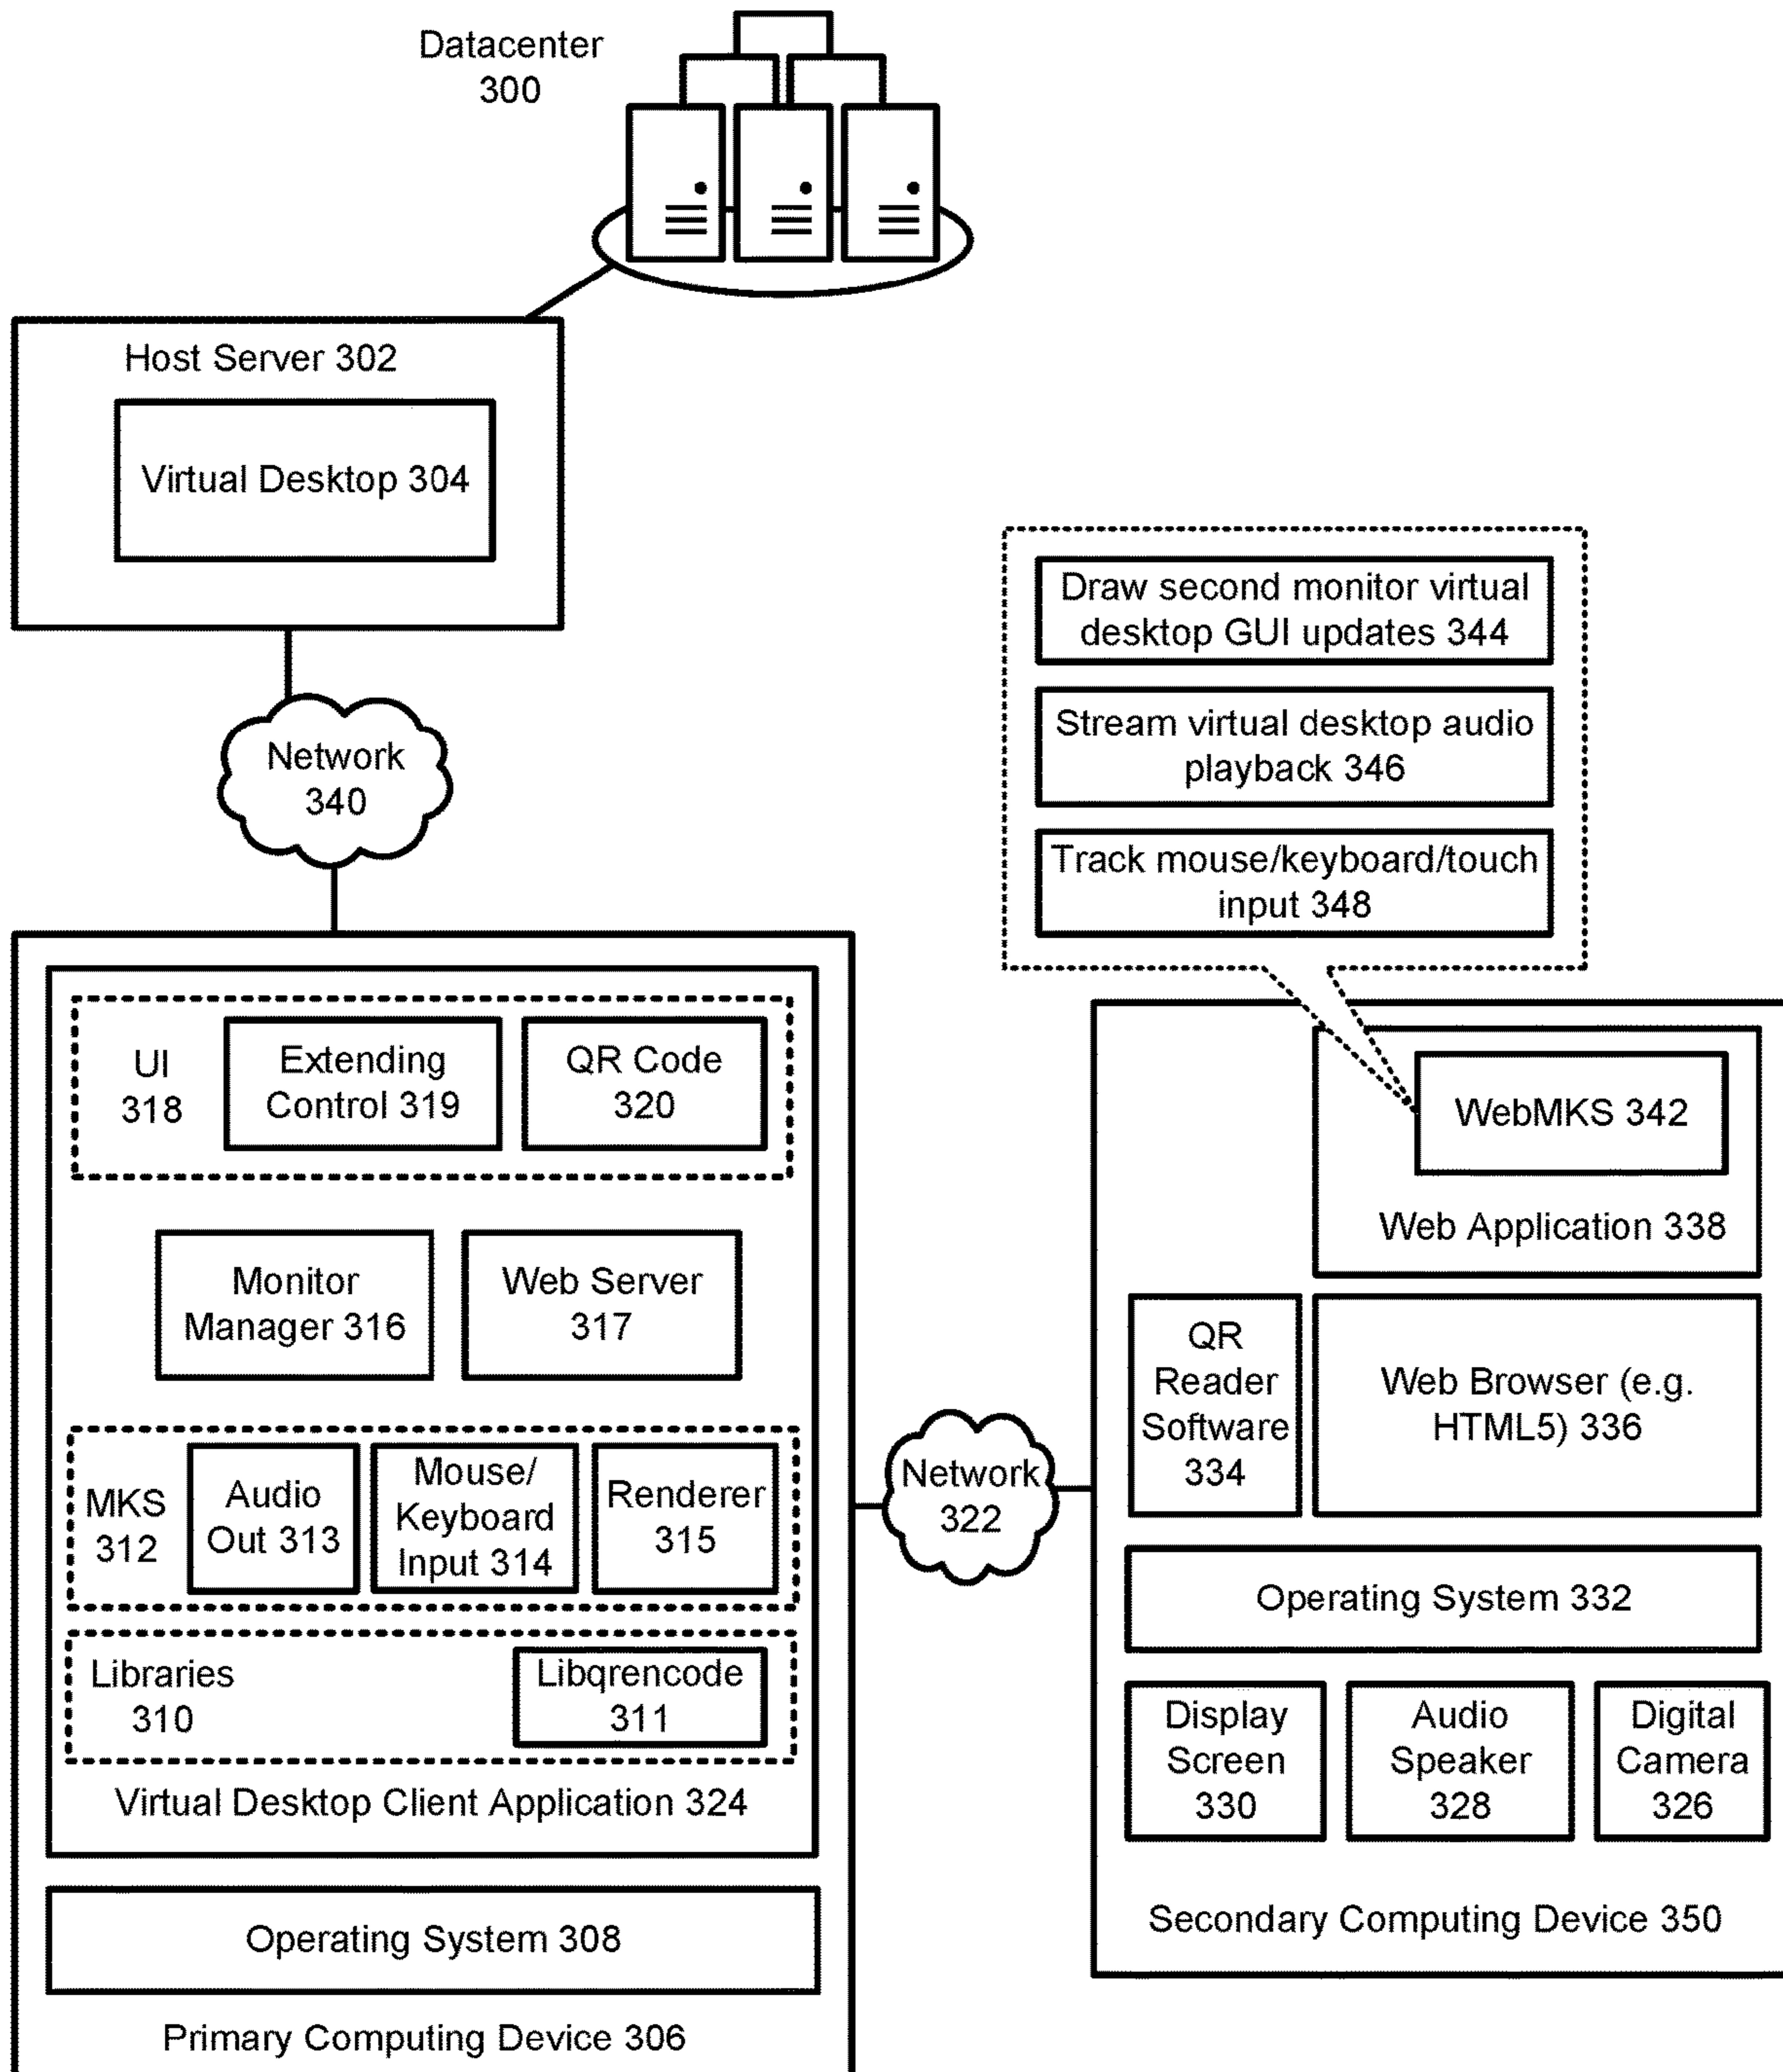 Datacenter
300
Host Server 302
Virtual Desktop 304
Network
340
Draw second monitor virtual
desktop GUI updates 344
Stream virtual desktop audio
playback 346
Track mouse/keyboard/touch
input 348
UI
318
Extending
Control 319
QR Code
320
Monitor
Manager 316
Web Server
317
MKS
312
Audio
Out 313
Mouse/
Keyboard
Input 314
Renderer
315
Libraries
310
Libqrencode
311
Virtual Desktop Client Application 324
Operating System 308
Primary Computing Device 306
Network
322
WebMKS 342
Web Application 338
QR
Reader
Software
334
Web Browser (e.g.
HTML5) 336
Operating System 332
Display
Screen
330
Audio
Speaker
328
Digital
Camera
326
Secondary Computing Device 350